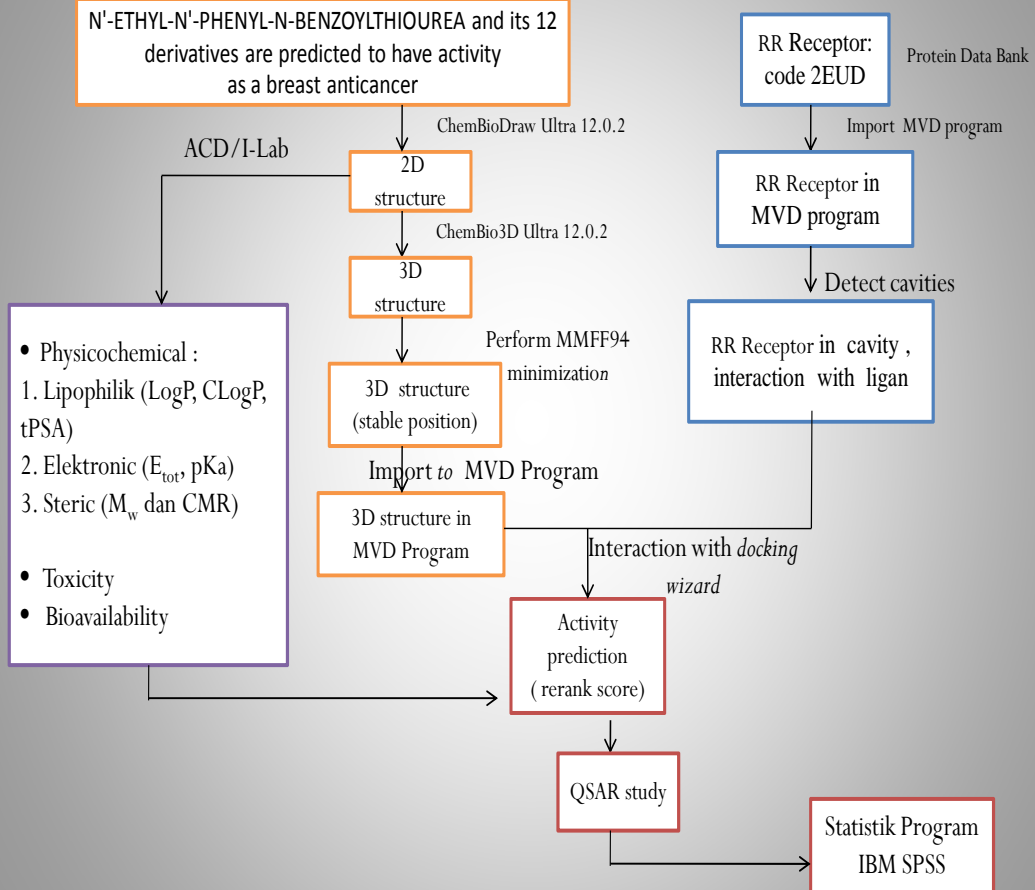 N'-ETHYL-N'-PHENYL-N-BENZOYLTHIOUREA and its 12
derivatives are predicted to have activity
as a breast anticancer
RR Receptor:
code 2EUD
Protein Data Bank
ChemBioDraw Ultra 12.0.2
Import MVD program
ACD/I-Lab
2D
structure
RR Receptor in
MVD program
ChemBio3D Ultra 12.0.2
3D
structure
Detect cavities
• Physicochemical :
1. Lipophilik (LogP, CLogP,
tPSA)
2. Elektronic (Etot, pKa)
3. Steric (Mw dan CMR)
• Toxicity
• Bioavailability
Perform MMFF94
minimization
RR Receptor in cavity ,
interaction with ligan
3D structure
(stable position)
Import to MVD Program
3D structure in
MVD Program
Interaction with docking
wizard
Activity
prediction
( rerank score)
QSAR study
Statistik Program
IBM SPSS